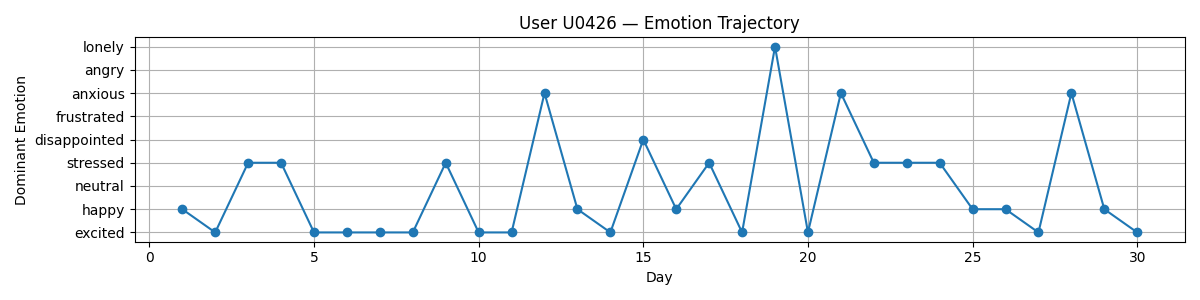 User U0426 — Emotion Trajectory
Dominant Emotion
lonely
angry
anxious
frustrated
disappointed
stressed
neutral
happy
excited
0 5 10 15 20 25 30
Day